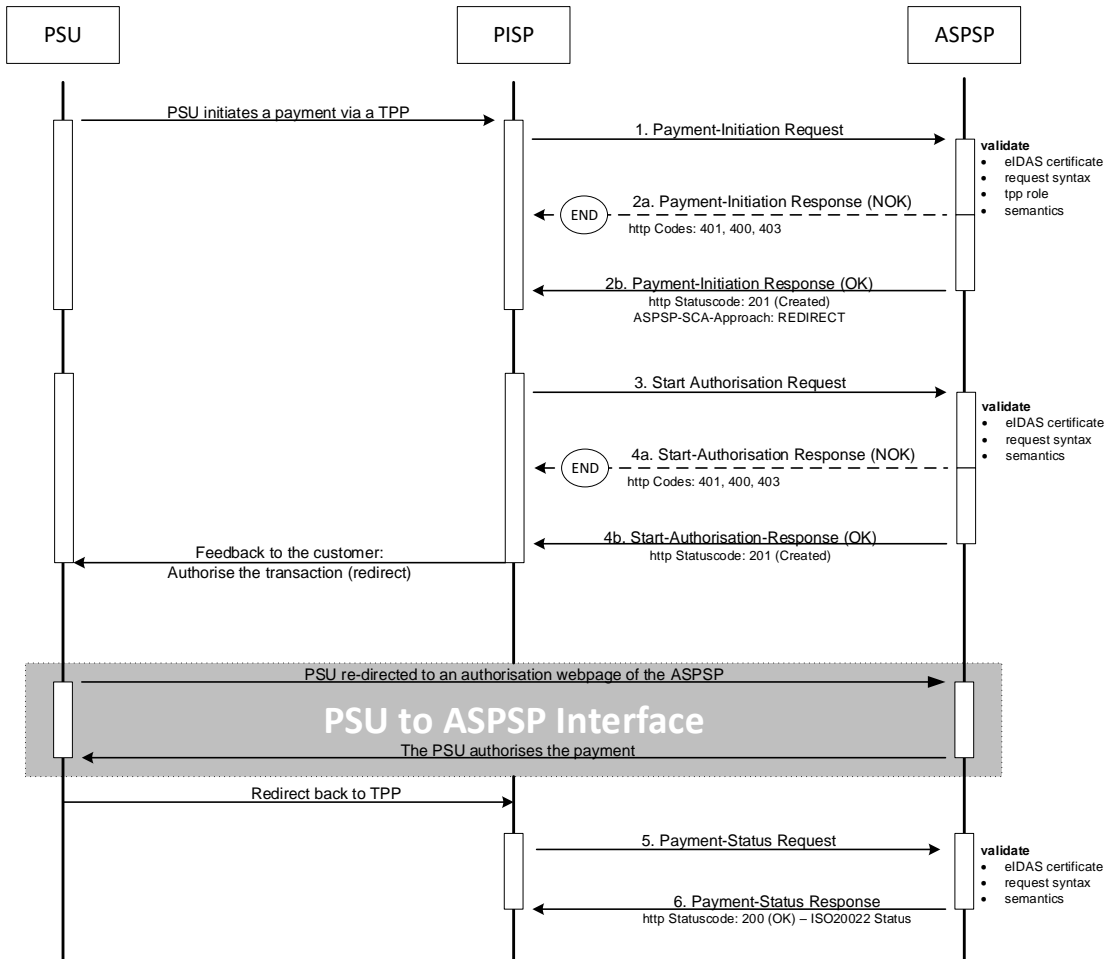 PSU
PISP
ASPSP
PSU initiates a payment via a TPP
1. Payment-Initiation Request
validate
• eIDAS certificate
• request syntax
• tpp role
• semantics
2a. Payment-Initiation Response (NOK)
END
http Codes: 401, 400, 403
2b. Payment-Initiation Response (OK)
http Statuscode: 201 (Created)
ASPSP-SCA-Approach: REDIRECT
3. Start Authorisation Request
validate
• eIDAS certificate
• request syntax
• semantics
4a. Start-Authorisation Response (NOK)
END
http Codes: 401, 400, 403
4b. Start-Authorisation-Response (OK)
http Statuscode: 201 (Created)
Feedback to the customer:
Authorise the transaction (redirect)
PSU re-directed to an authorisation webpage of the ASPSP
PSU to ASPSP Interface
The PSU authorises the payment
Redirect back to TPP
5. Payment-Status Request
validate
• eIDAS certificate
• request syntax
• semantics
6. Payment-Status Response
http Statuscode: 200 (OK) – ISO20022 Status